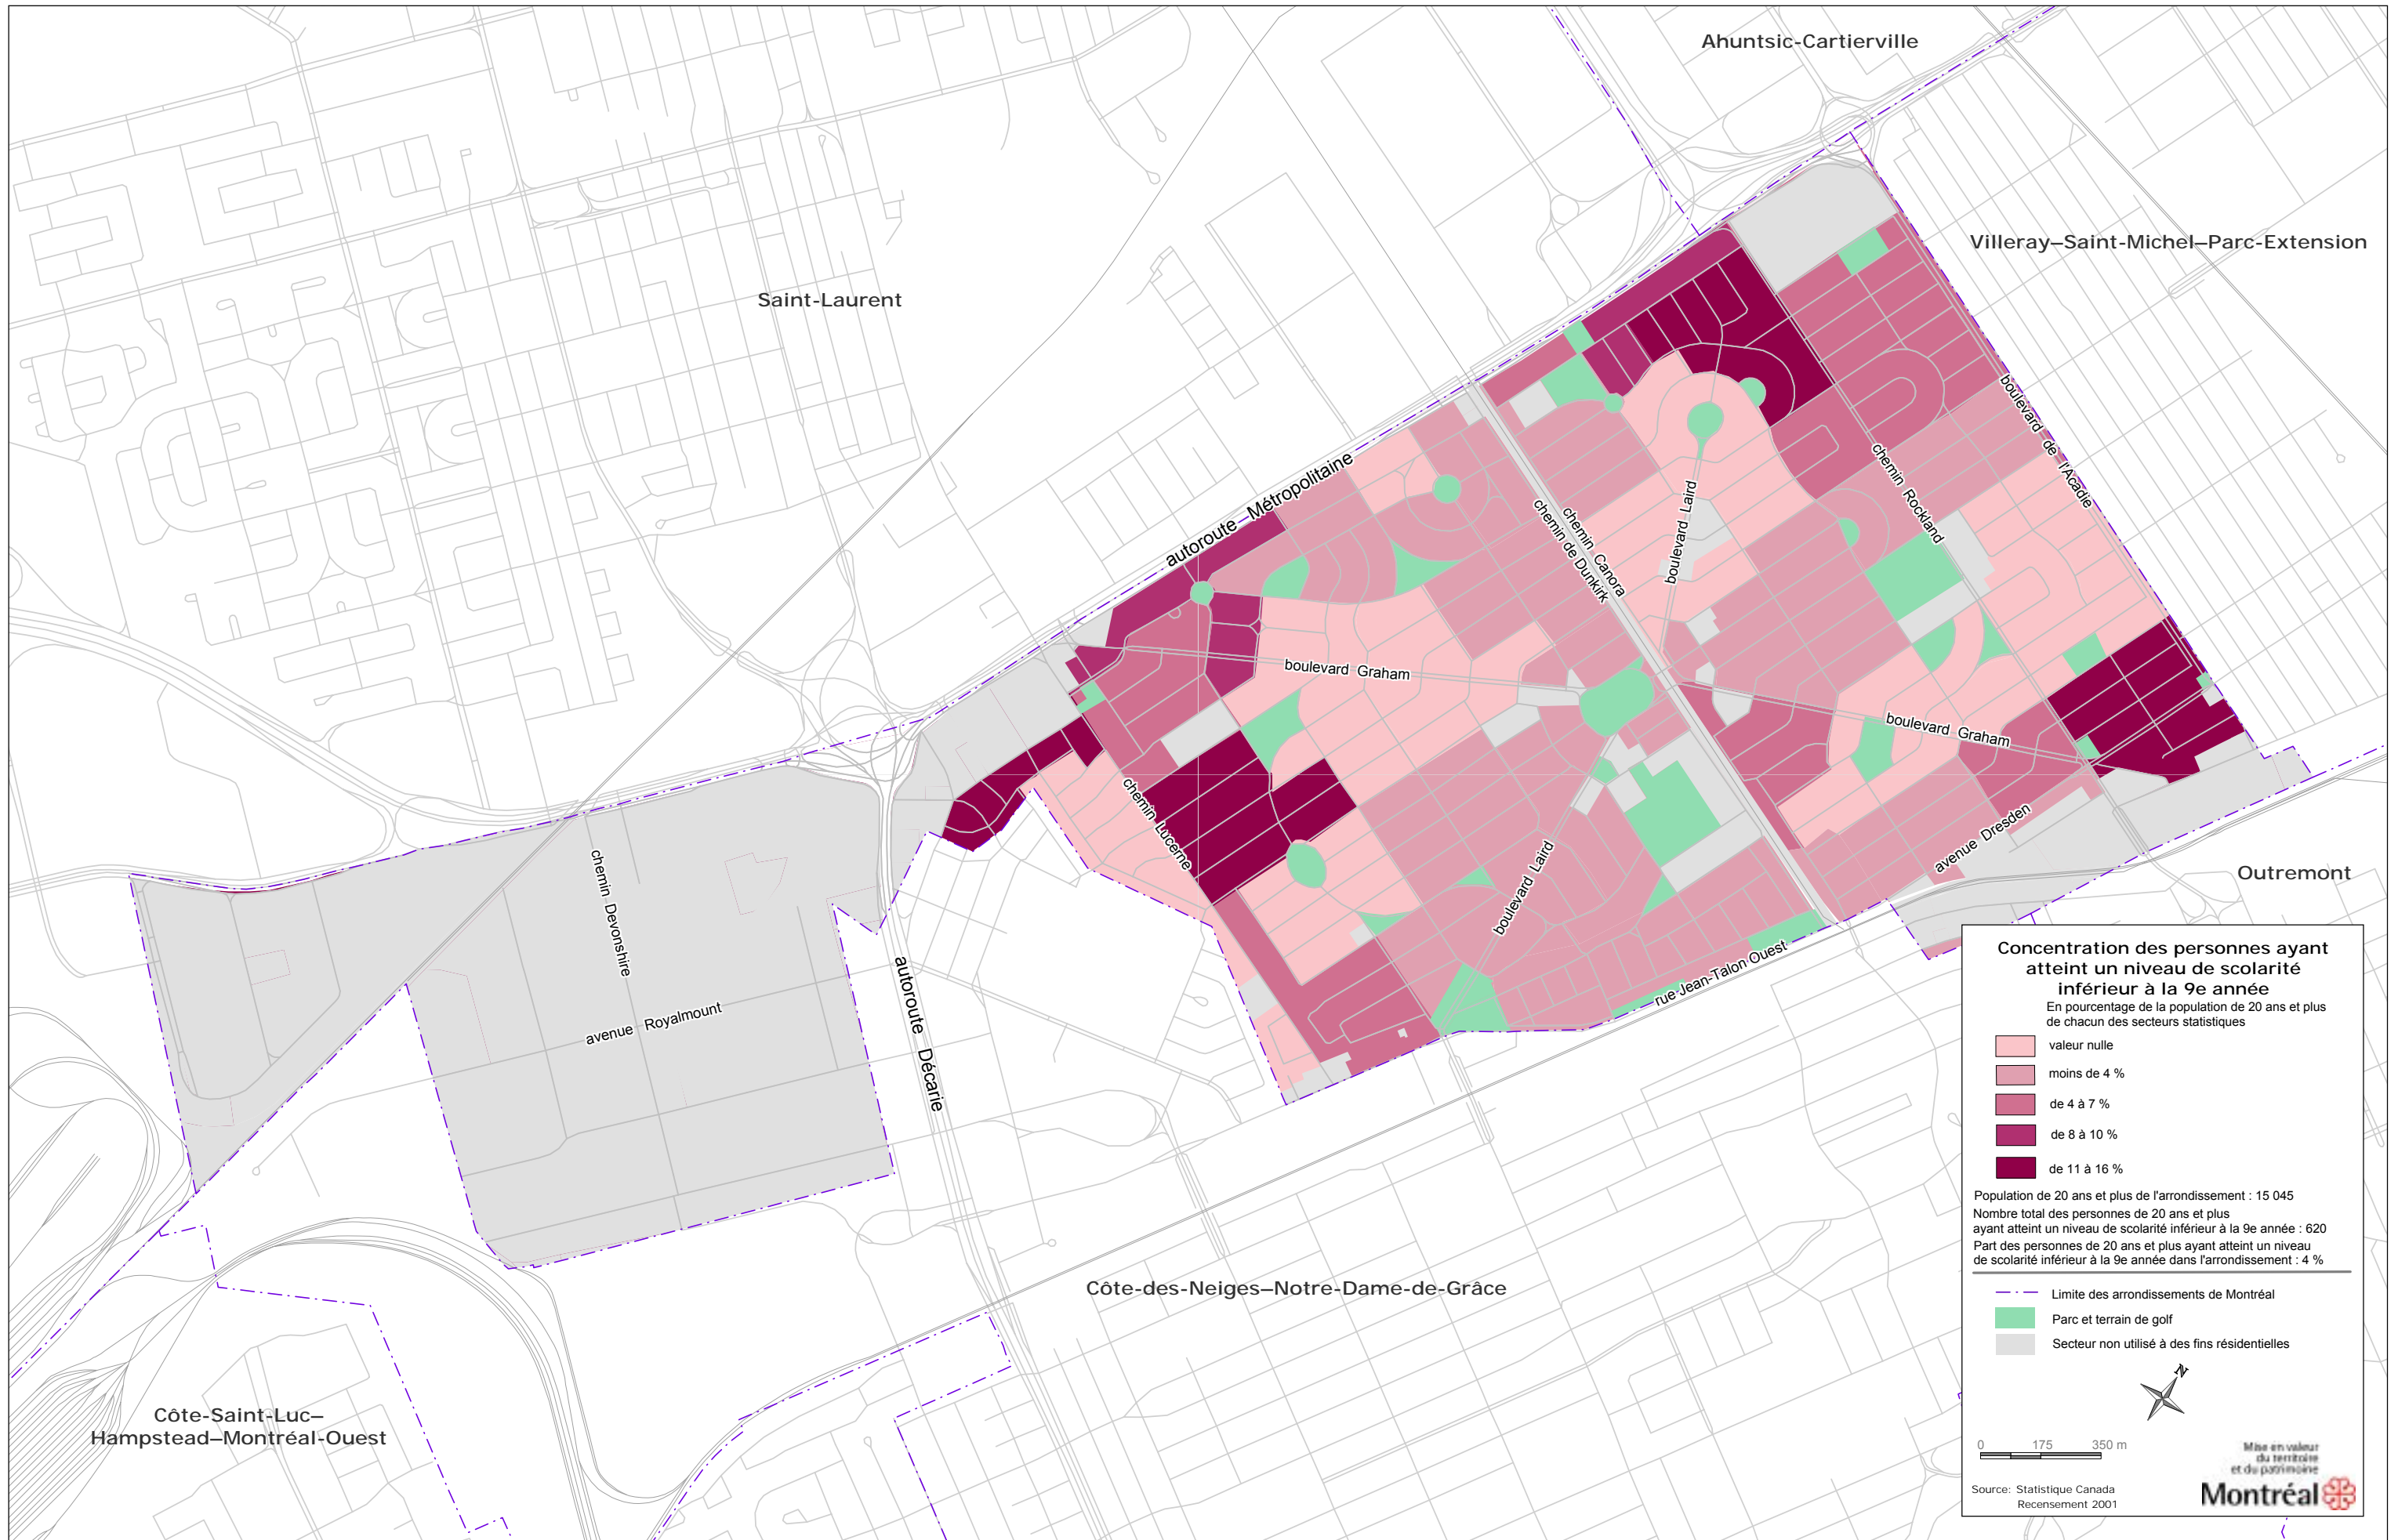 Ahuntsic-Cartierville
Villeray–Saint-Michel–Parc-Extension
Saint-Laurent
boulevard de l'Acadie
chemin Rockland
autoroute Métropolitaine
boulevard Laird
chemin Canora
chemin de Dunkirk
boulevard Graham
boulevard Graham
chemin Lucerne
avenue Dresden
boulevard Laird
chemin Devonshire
Outremont
rue Jean-Talon Ouest
avenue Royalmount
autoroute Décarie
Côte-des-Neiges–Notre-Dame-de-Grâce
Côte-Saint-Luc–
Hampstead–Montréal-Ouest
Concentration des personnes ayant
atteint un niveau de scolarité
inférieur à la 9e année
En pourcentage de la population de 20 ans et plus
de chacun des secteurs statistiques
valeur nulle
moins de 4 %
de 4 à 7 %
de 8 à 10 %
de 11 à 16 %
Population de 20 ans et plus de l'arrondissement : 15 045
Nombre total des personnes de 20 ans et plus
ayant atteint un niveau de scolarité inférieur à la 9e année : 620
Part des personnes de 20 ans et plus ayant atteint un niveau
de scolarité inférieur à la 9e année dans l'arrondissement : 4 %
Limite des arrondissements de Montréal
Parc et terrain de golf
Secteur non utilisé à des fins résidentielles
N
0 175 350 m
Mise en valeur
du territoire
et du patrimoine
Montréal
Source: Statistique Canada
Recensement 2001